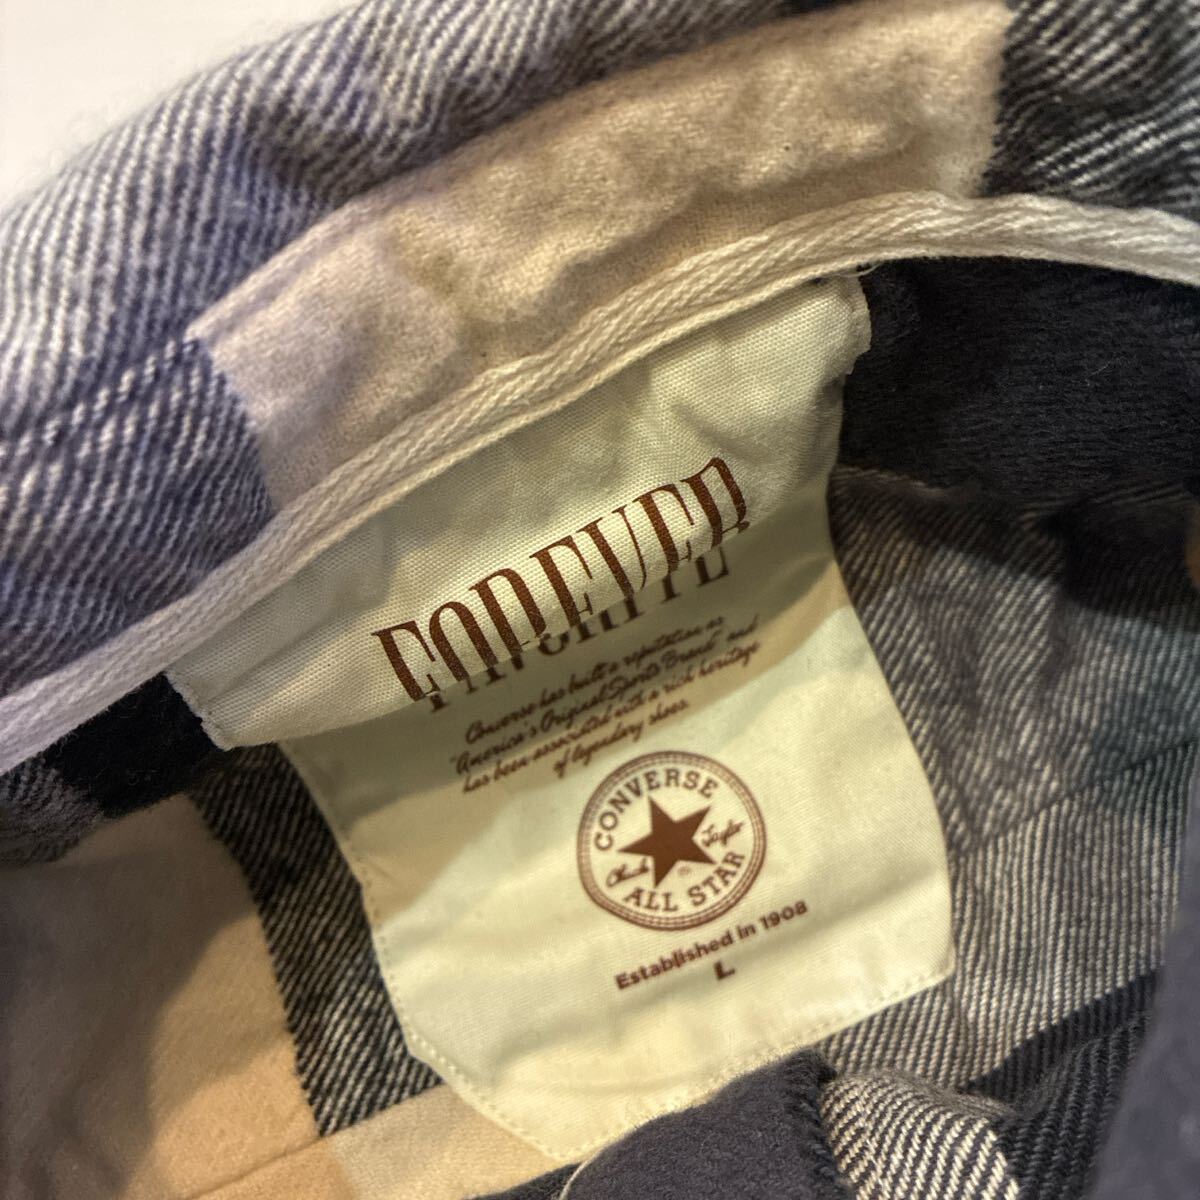 FOREVER
FAVORITE
Converse has built a reputation as
"America's Original Sports Brand" and
has been associated with a rich heritage
of legendary shoes.
CONVERSE
Chuck Taylor
®
ALL STAR
Established in 1908
L